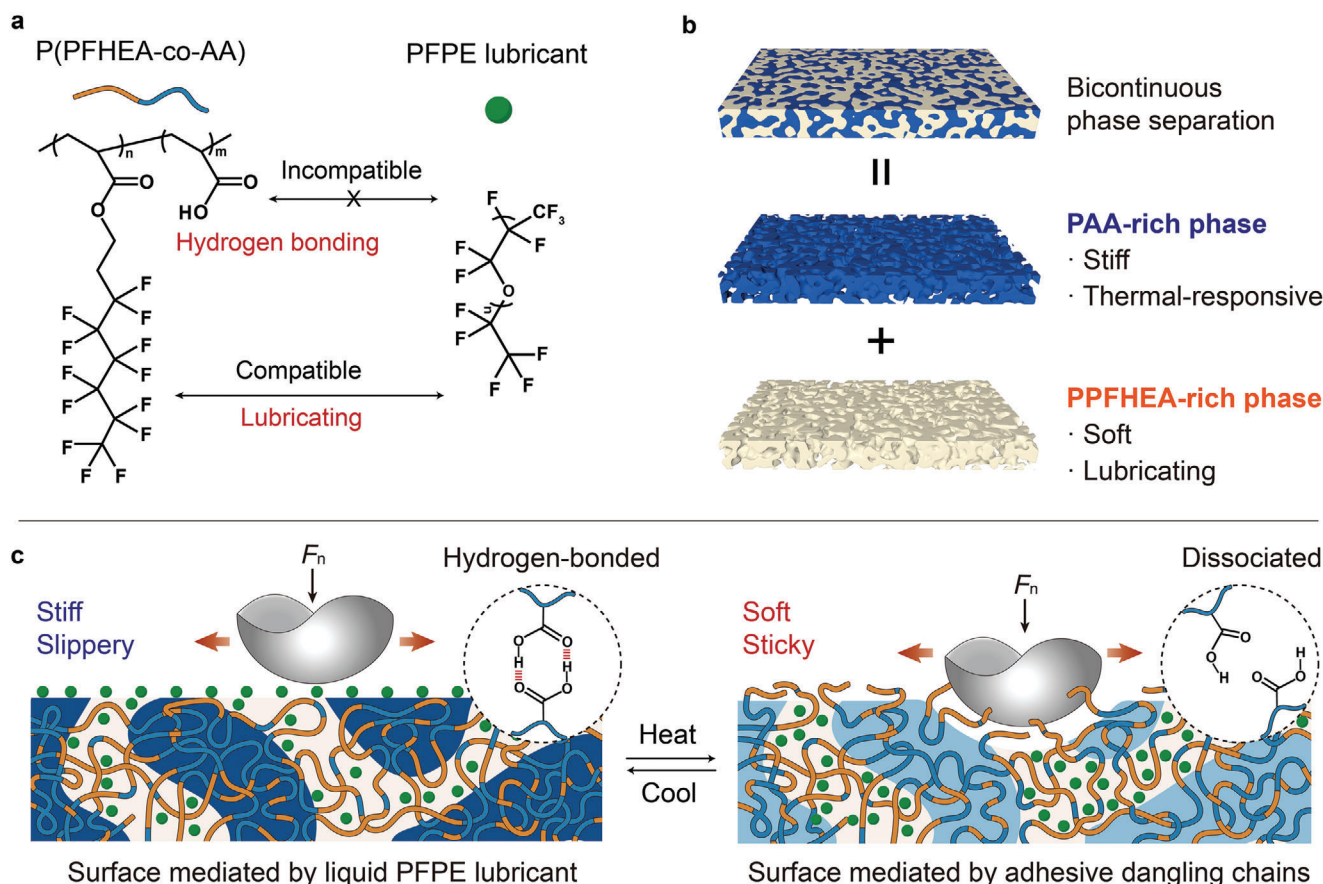 a
P(PFHEA-co-AA)
PFPE lubricant
n
m
O
O
O
HO
Incompatible
X
Hydrogen bonding
F
F
F
F
F
F
F
F
F
F
F
F
F
Compatible
Lubricating
F
CF3
F
F
F
F
O
n
F
F
F
F
F
F
b
Bicontinuous
phase separation
=
PAA-rich phase
· Stiff
· Thermal-responsive
+
PPFHEA-rich phase
· Soft
· Lubricating
c
Stiff
Slippery
Fn
Hydrogen-bonded
O
O
H
H
O
O
Heat
Cool
Soft
Sticky
Fn
Dissociated
O
O
H
H
O
O
Surface mediated by liquid PFPE lubricant
Surface mediated by adhesive dangling chains